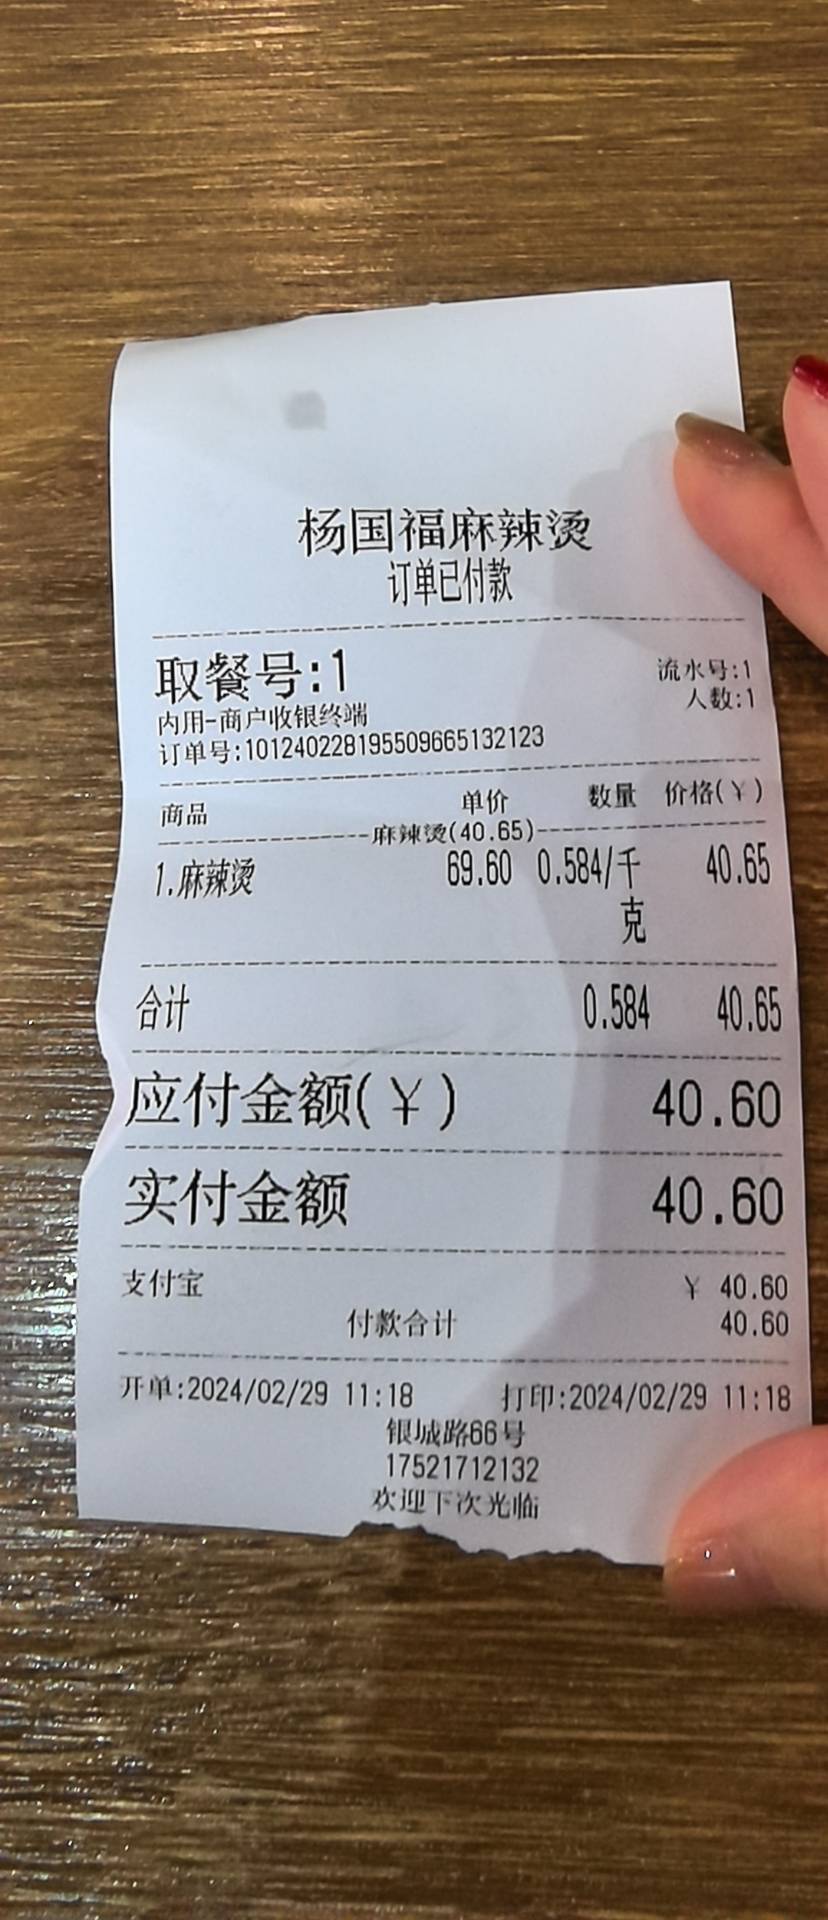 杨国福麻辣烫
订单已付款
取餐号:1
流水号:1
人数:1
内用-商户收银终端
订单号:101240228195509665132123
商品 单价 数量 价格(¥)
麻辣烫(40.65)
1.麻辣烫 69.60 0.584/千克 40.65
合计 0.584 40.65
应付金额(¥) 40.60
实付金额 40.60
支付宝 ¥ 40.60
付款合计 40.60
开单:2024/02/29 11:18 打印:2024/02/29 11:18
银城路66号
17521712132
欢迎下次光临